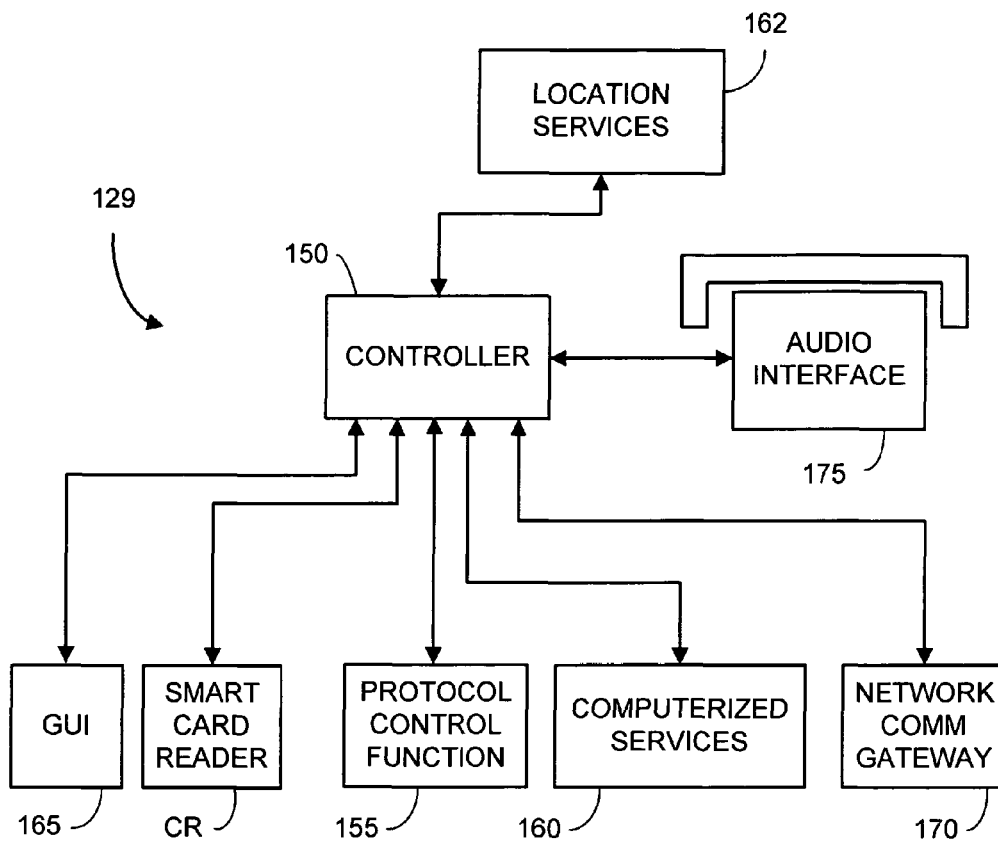 162
LOCATION
SERVICES
129
150
CONTROLLER
AUDIO
INTERFACE
175
GUI
SMART
CARD
READER
PROTOCOL
CONTROL
FUNCTION
COMPUTERIZED
SERVICES
NETWORK
COMM
GATEWAY
165
CR
155
160
170